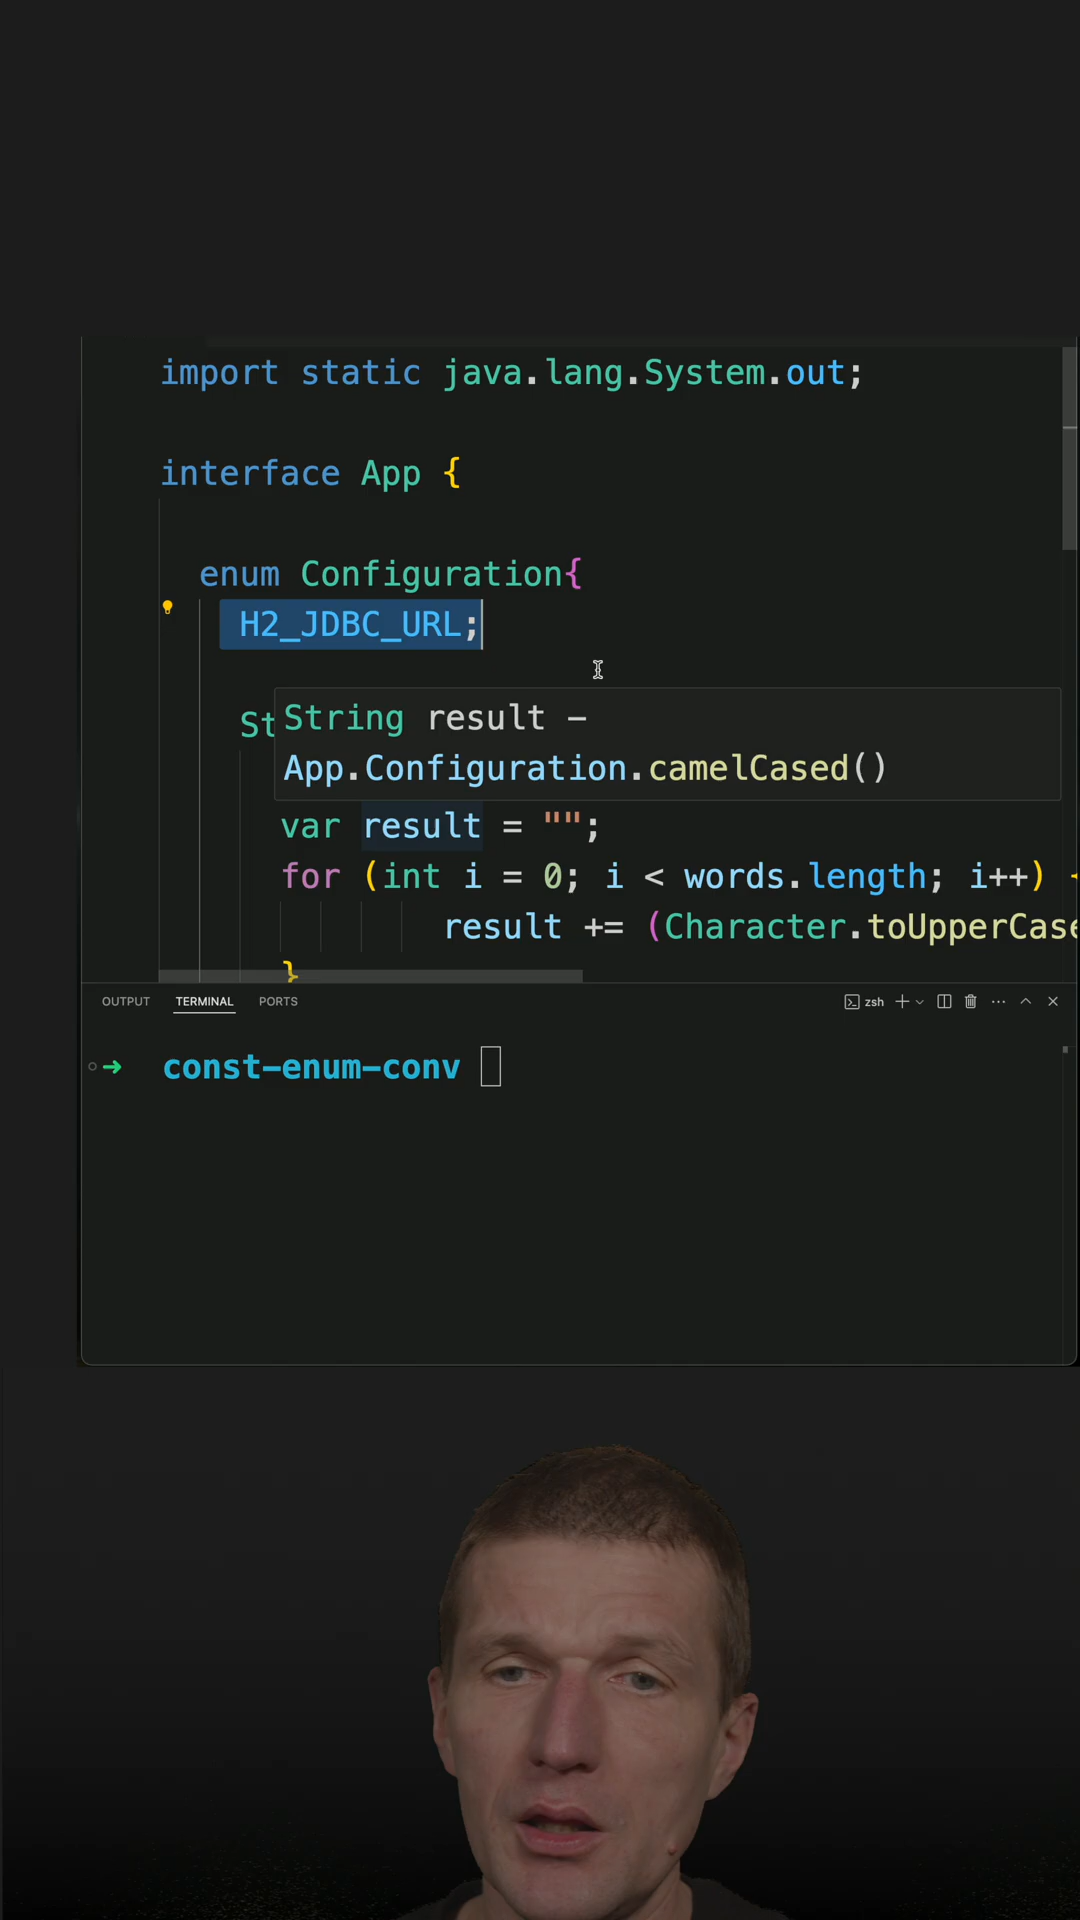 import static java.lang.System.out;
interface App {
enum Configuration{
H2_JDBC_URL;
St
String result –
App.Configuration.camelCased()
var result = "";
for (int i = 0; i < words.length; i++) {
result += (Character.toUpperCase
}
OUTPUT TERMINAL PORTS zsh
const-enum-conv